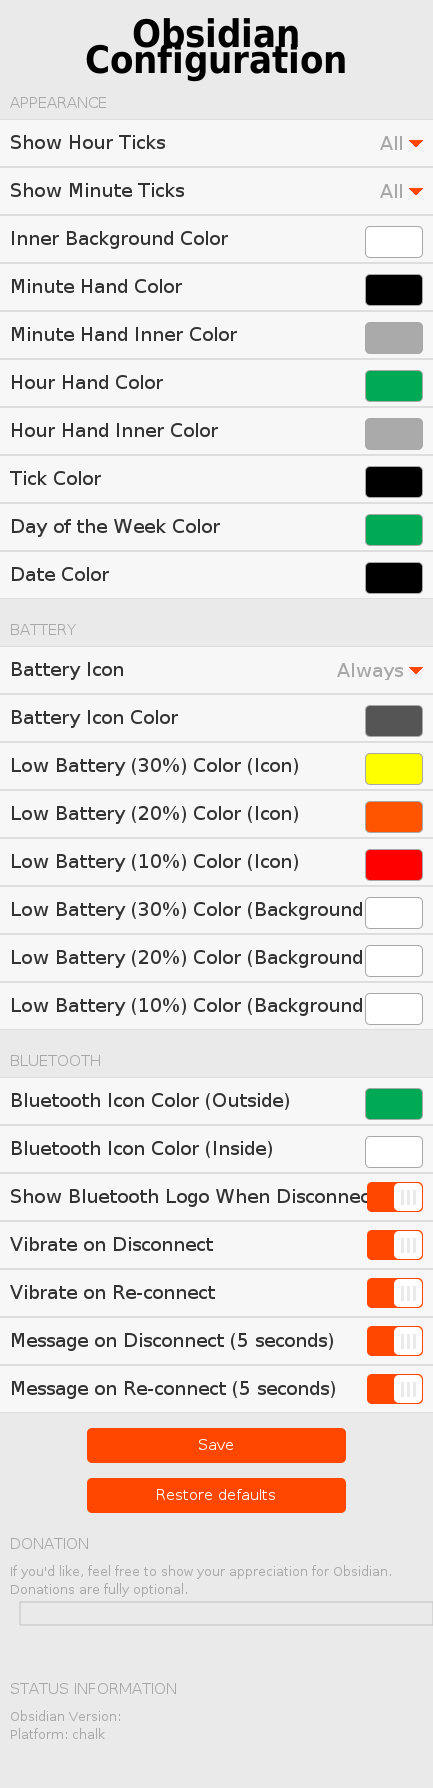 Obsidian
Configuration
APPEARANCE
Show Hour Ticks All
Show Minute Ticks All
Inner Background Color
Minute Hand Color
Minute Hand Inner Color
Hour Hand Color
Hour Hand Inner Color
Tick Color
Day of the Week Color
Date Color
BATTERY
Battery Icon Always
Battery Icon Color
Low Battery (30%) Color (Icon)
Low Battery (20%) Color (Icon)
Low Battery (10%) Color (Icon)
Low Battery (30%) Color (Background
Low Battery (20%) Color (Background
Low Battery (10%) Color (Background
BLUETOOTH
Bluetooth Icon Color (Outside)
Bluetooth Icon Color (Inside)
Show Bluetooth Logo When Disconnec
Vibrate on Disconnect
Vibrate on Re-connect
Message on Disconnect (5 seconds)
Message on Re-connect (5 seconds)
Save
Restore defaults
DONATION
If you'd like, feel free to show your appreciation for Obsidian.
Donations are fully optional.
STATUS INFORMATION
Obsidian Version:
Platform: chalk